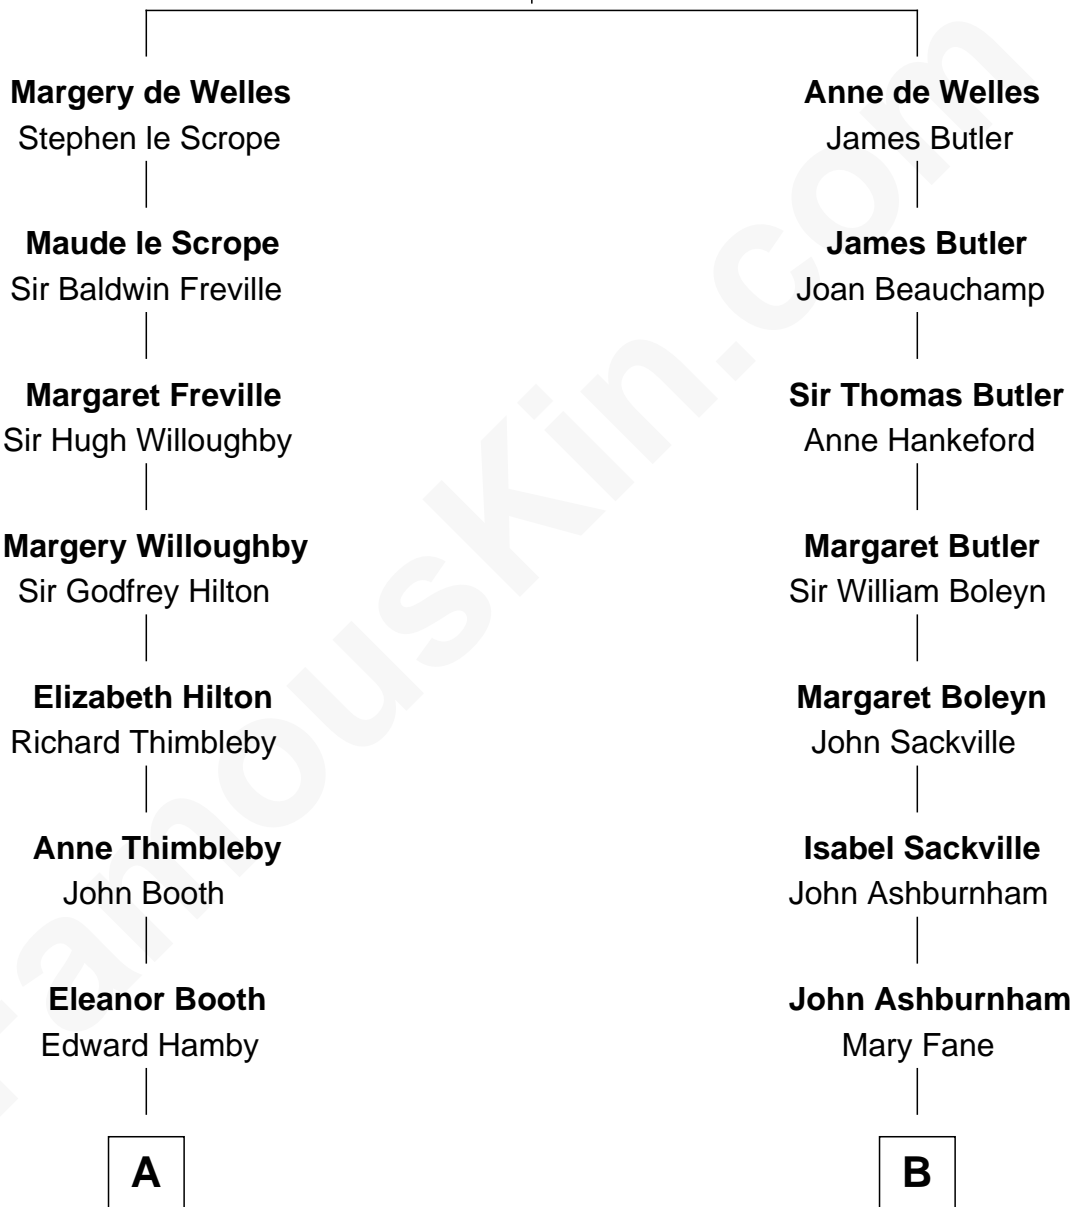 Margery de Welles
Stephen le Scrope
Maude le Scrope
Sir Baldwin Freville
Margaret Freville
Sir Hugh Willoughby
Margery Willoughby
Sir Godfrey Hilton
Elizabeth Hilton
Richard Thimbleby
Anne Thimbleby
John Booth
Eleanor Booth
Edward Hamby
A
Anne de Welles
James Butler
James Butler
Joan Beauchamp
Sir Thomas Butler
Anne Hankeford
Margaret Butler
Sir William Boleyn
Margaret Boleyn
John Sackville
Isabel Sackville
John Ashburnham
John Ashburnham
Mary Fane
B
FamousKin.com